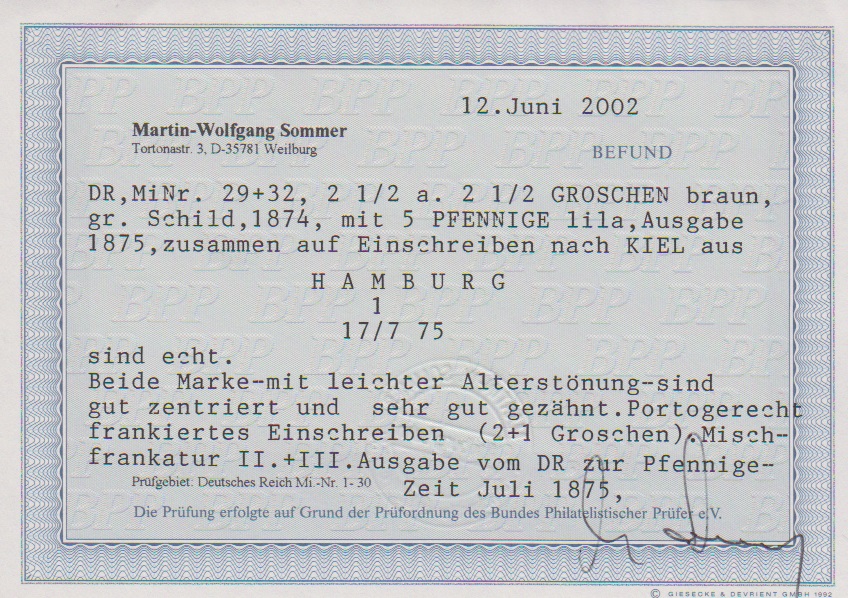 12.Juni 2002
Martin-Wolfgang Sommer
Tortonastr. 3, D-35781 Weilburg
BEFUND
DR,MiNr. 29+32, 2 1/2 a. 2 1/2 GROSCHEN braun,
gr. Schild,1874, mit 5 PFENNIGE lila,Ausgabe
1875,zusammen auf Einschreiben nach KIEL aus
H A M B U R G
1
17/7 75
sind echt.
Beide Marke-mit leichter Alterstönung-sind
gut zentriert und sehr gut gezähnt.Portogerecht
frankiertes Einschreiben (2+1 Groschen).Misch-
frankatur II.+III.Ausgabe vom DR zur Pfennige-
Prüfgebiet: Deutsches Reich Mi.-Nr. 1- 30 Zeit Juli 1875,
Die Prüfung erfolgte auf Grund der Prüfordnung des Bundes Philatelistischer Prüfer e.V.
© GIESECKE & DEVRIENT GMBH 1992
BPP